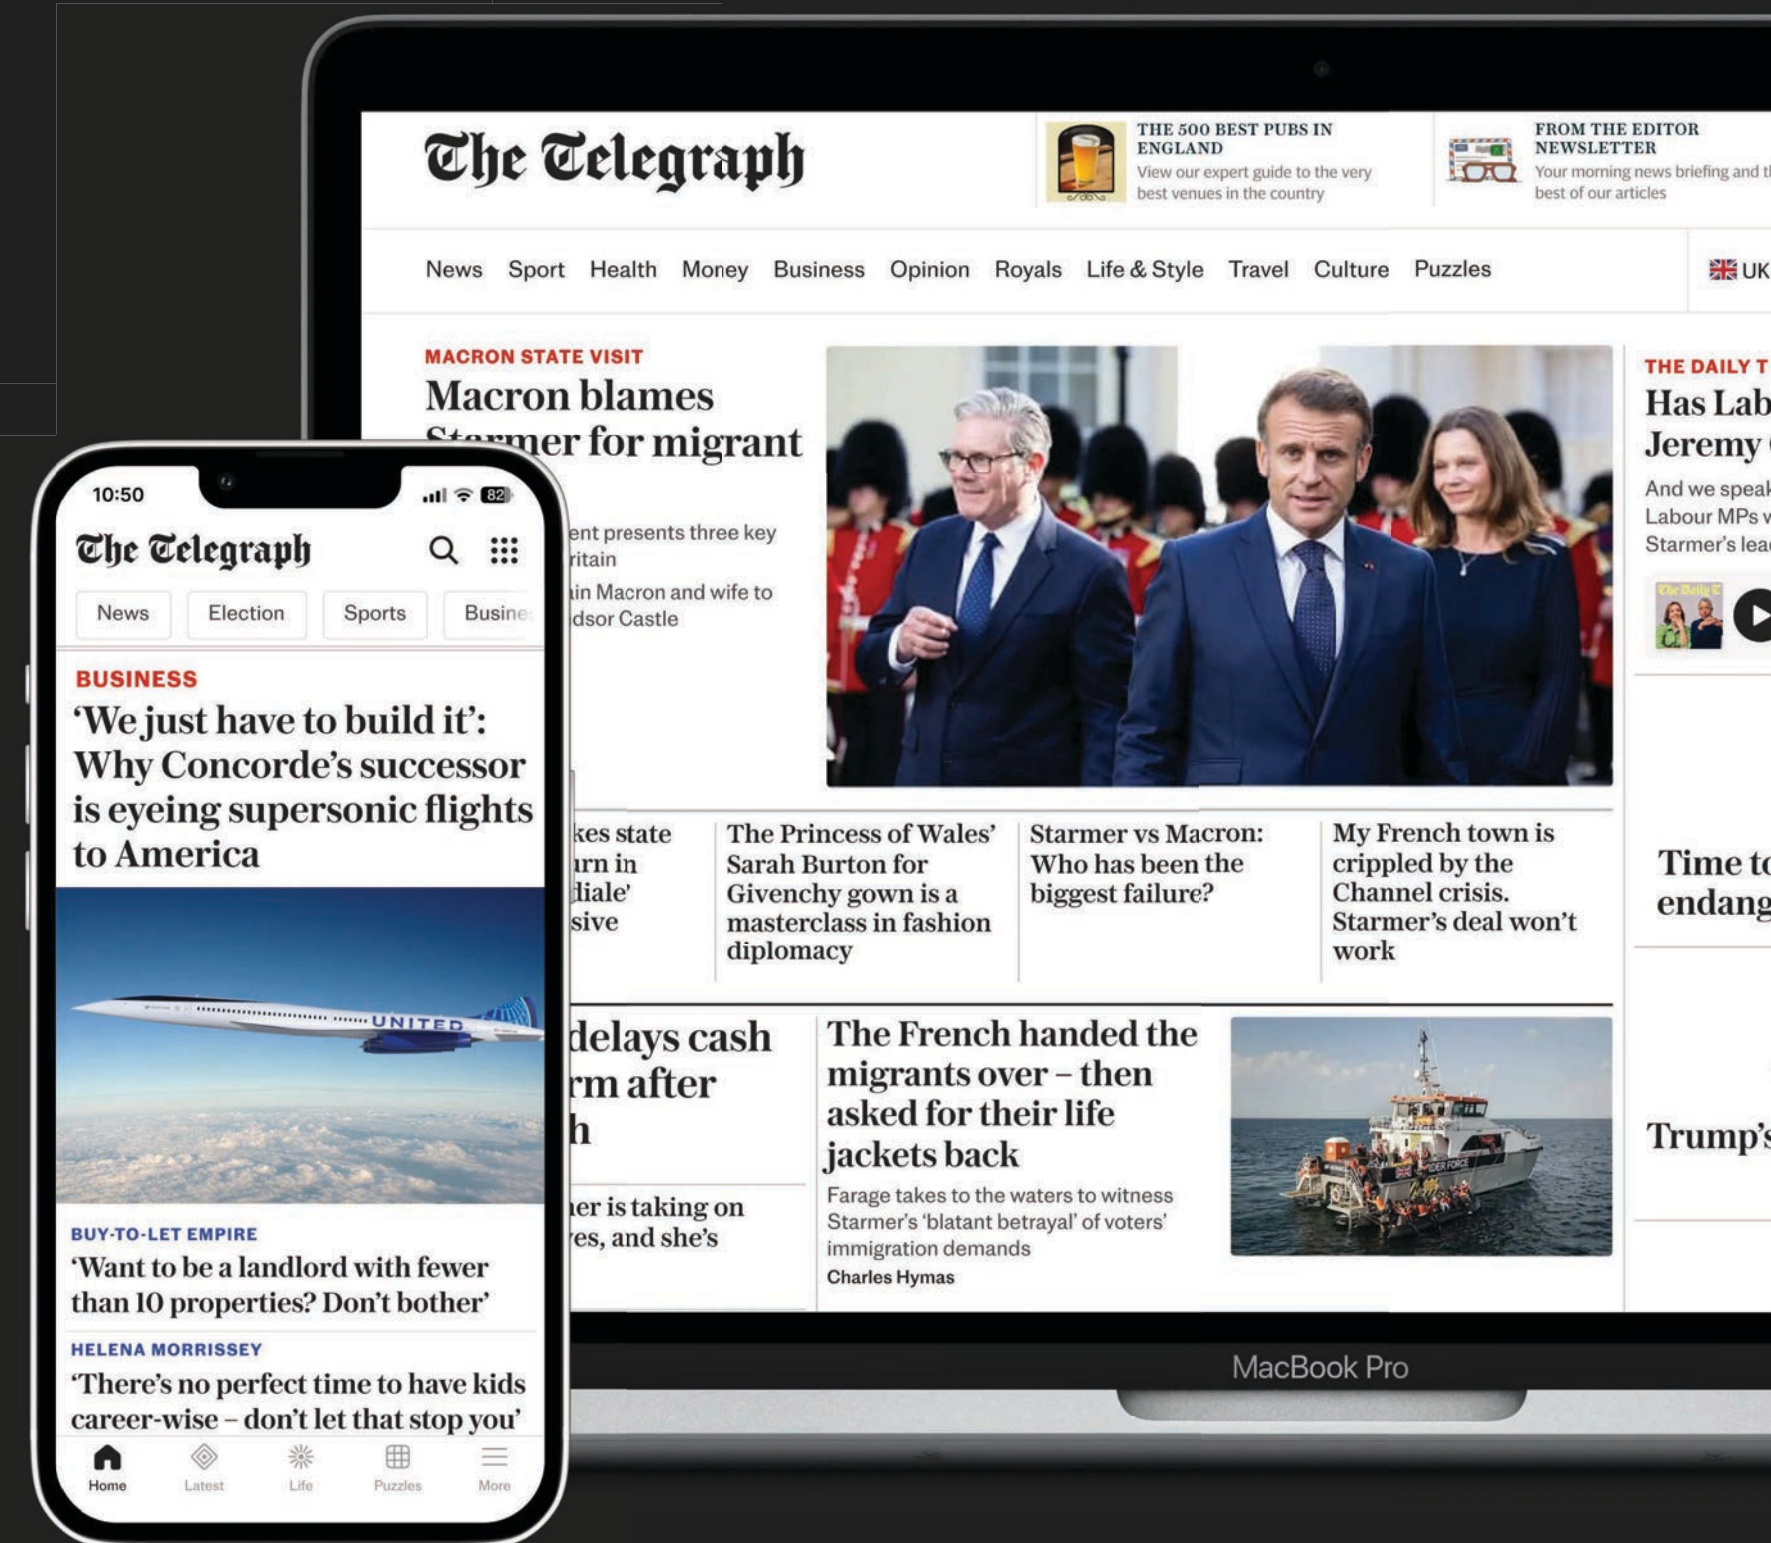 The Telegraph
THE 500 BEST PUBS IN
ENGLAND
View our expert guide to the very
best venues in the country
FROM THE EDITOR
NEWSLETTER
Your morning news briefing and th
best of our articles
News Sport Health Money Business Opinion Royals Life & Style Travel Culture Puzzles
UK
MACRON STATE VISIT
Macron blames
Starmer for migrant
ent presents three key
ritain
in Macron and wife to
dsor Castle
THE DAILY T
Has Lab
Jeremy
And we speak
Labour MPs
Starmer's lea
The Daily T
kes state
urn in
diale'
sive
The Princess of Wales'
Sarah Burton for
Givenchy gown is a
masterclass in fashion
diplomacy
Starmer vs Macron:
Who has been the
biggest failure?
My French town is
crippled by the
Channel crisis.
Starmer's deal won't
work
Time to
endang
delays cash
rm after
h
er is taking on
es, and she's
The French handed the
migrants over – then
asked for their life
jackets back
Farage takes to the waters to witness
Starmer's 'blatant betrayal' of voters'
immigration demands
Charles Hymas
Trump's
MacBook Pro
10:50
82
The Telegraph
News
Election
Sports
Busine
BUSINESS
'We just have to build it':
Why Concorde's successor
is eyeing supersonic flights
to America
UNITED
BUY-TO-LET EMPIRE
'Want to be a landlord with fewer
than 10 properties? Don't bother'
HELENA MORRISSEY
'There's no perfect time to have kids
career-wise – don't let that stop you'
Home
Latest
Life
Puzzles
More